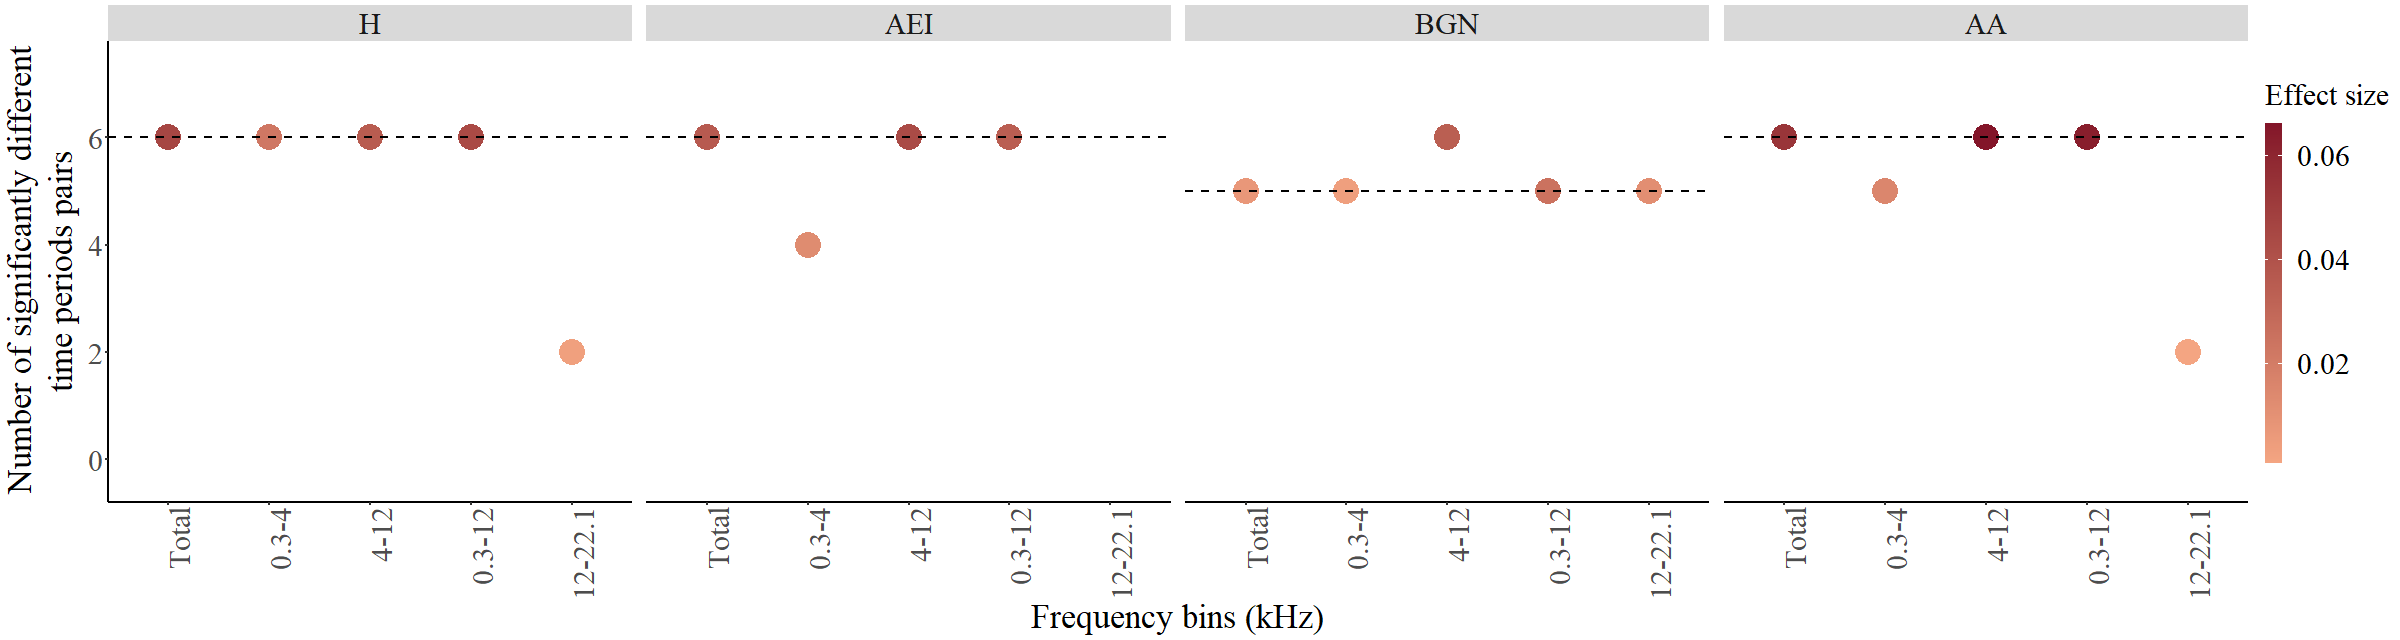 H
AEI
BGN
AA
Number of significantly different
time periods pairs
6
4
2
0
Total
0.3-4
4-12
0.3-12
12-22.1
Total
0.3-4
4-12
0.3-12
12-22.1
Total
0.3-4
4-12
0.3-12
12-22.1
Total
0.3-4
4-12
0.3-12
12-22.1
Frequency bins (kHz)
Effect size
0.06
0.04
0.02